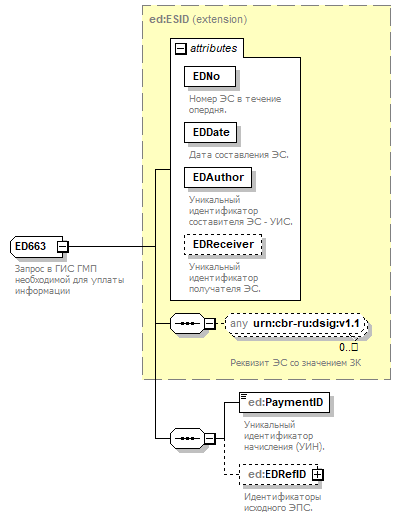 ed:ESID (extension)
attributes
EDNo
Номер ЭС в течение
опердня.
EDDate
Дата составления ЭС.
EDAuthor
Уникальный
идентификатор
составителя ЭС - УИС.
EDReceiver
Уникальный
идентификатор
получателя ЭС.
ED663
Запрос в ГИС ГМП
необходимой для уплаты
информации
any urn:cbr-ru:dsig:v1.1
0..□
Реквизит ЭС со значением ЗК
ed:PaymentID
Уникальный
идентификатор
начисления (УИН).
ed:EDRefID
Идентификаторы
исходного ЭПС.